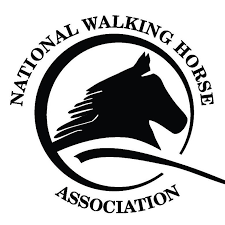 NATIONAL WALKING HORSE
ASSOCIATION